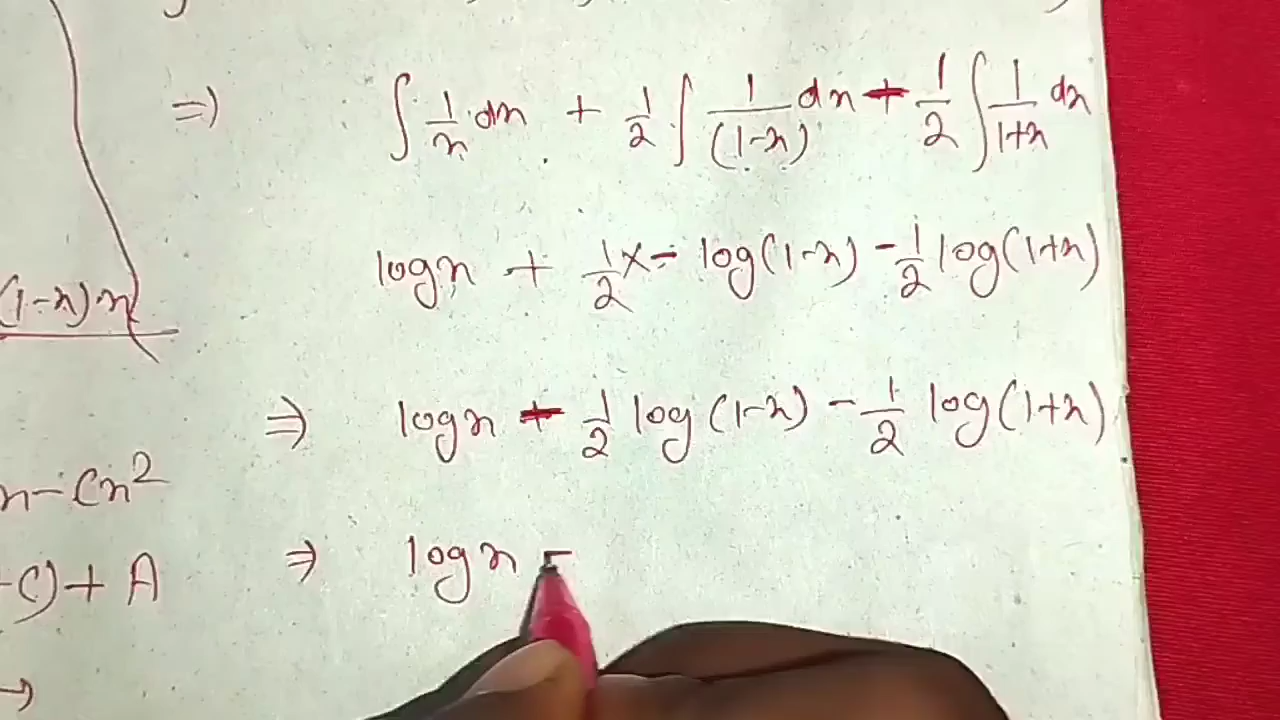 ⇒ ∫ 1/x dx + 1/2 ∫ 1/(1-x) dx - 1/2 ∫ 1/1+x dx
log x + 1/2 x - log(1-x) - 1/2 log(1+x)
(1-x)x
⇒ log x - 1/2 log(1-x) - 1/2 log(1+x)
x-Cx²
-C)+A ⇒ log x -
→